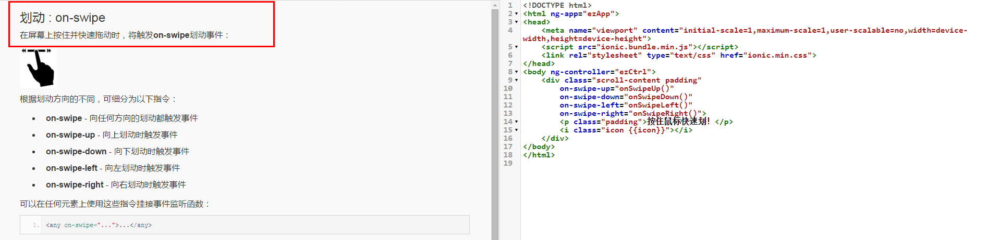 划动 : on-swipe
在屏幕上按住并快速拖动时，将触发on-swipe划动事件：
根据划动方向的不同，可细分为以下指令：
• on-swipe - 向任何方向的划动都触发事件
• on-swipe-up - 向上划动时触发事件
• on-swipe-down - 向下划动时触发事件
• on-swipe-left - 向左划动时触发事件
• on-swipe-right - 向右划动时触发事件
可以在任何元素上使用这些指令挂接事件监听函数：
1. <any on-swipe="...">...</any>
1 <!DOCTYPE html>
2 <html ng-app="ezApp">
3 <head>
4 <meta name="viewport" content="initial-scale=1,maximum-scale=1,user-scalable=no,width=device-
width,height=device-height">
5 <script src="ionic.bundle.min.js"></script>
6 <link rel="stylesheet" type="text/css" href="ionic.min.css">
7 </head>
8 <body ng-controller="ezCtrl">
9 <div class="scroll-content padding"
10 on-swipe-up="onSwipeUp()"
11 on-swipe-down="onSwipeDown()"
12 on-swipe-left="onSwipeLeft()"
13 on-swipe-right="onSwipeRight()">
14 <p class="padding">按住鼠标快速划！</p>
15 <i class="icon {{icon}}"></i>
16 </div>
17 </body>
18 </html>
19